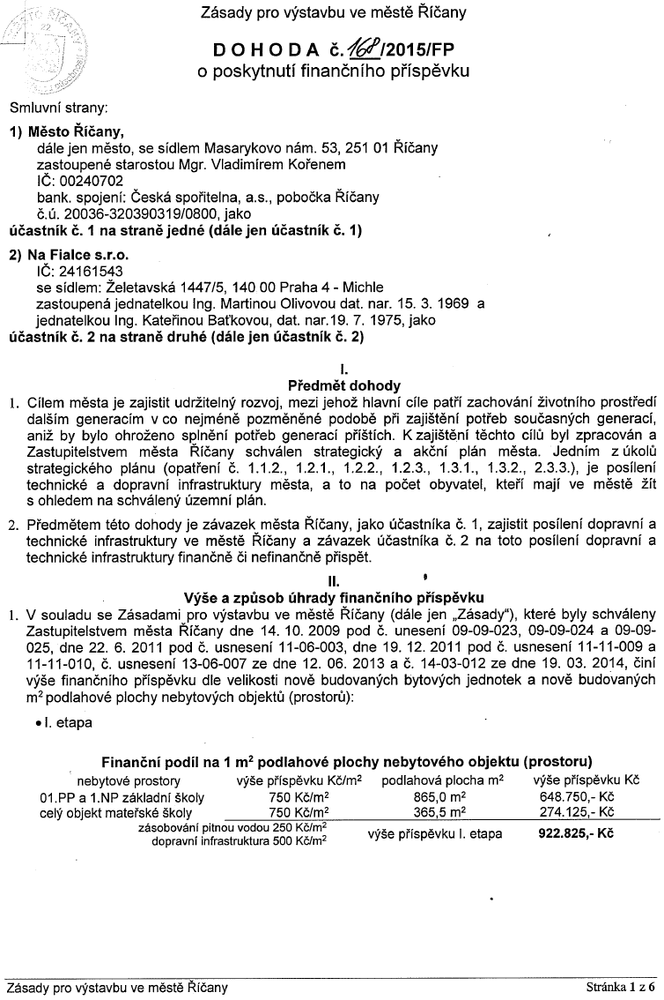 MĚSTO ŘÍČANY
22
Zásady pro výstavbu ve městě Říčany
D O H O D A č. 168/2015/FP
o poskytnutí finančního příspěvku
Smluvní strany:
1) Město Říčany,
dále jen město, se sídlem Masarykovo nám. 53, 251 01 Říčany
zastoupené starostou Mgr. Vladimírem Kořenem
IČ: 00240702
bank. spojení: Česká spořitelna, a.s., pobočka Říčany
č.ú. 20036-320390319/0800, jako
účastník č. 1 na straně jedné (dále jen účastník č. 1)
2) Na Fialce s.r.o.
IČ: 24161543
se sídlem: Želetavská 1447/5, 140 00 Praha 4 - Michle
zastoupená jednatelkou Ing. Martinou Olivovou dat. nar. 15. 3. 1969 a
jednatelkou Ing. Kateřinou Baťkovou, dat. nar.19. 7. 1975, jako
účastník č. 2 na straně druhé (dále jen účastník č. 2)
I.
Předmět dohody
1. Cílem města je zajistit udržitelný rozvoj, mezi jehož hlavní cíle patří zachování životního prostředí
dalším generacím v co nejméně pozměněné podobě při zajištění potřeb současných generací,
aniž by bylo ohroženo splnění potřeb generací příštích. K zajištění těchto cílů byl zpracován a
Zastupitelstvem města Říčany schválen strategický a akční plán města. Jedním z úkolů
strategického plánu (opatření č. 1.1.2., 1.2.1., 1.2.2., 1.2.3., 1.3.1., 1.3.2., 2.3.3.), je posílení
technické a dopravní infrastruktury města, a to na počet obyvatel, kteří mají ve městě žít
s ohledem na schválený územní plán.
2. Předmětem této dohody je závazek města Říčany, jako účastníka č. 1, zajistit posílení dopravní a
technické infrastruktury ve městě Říčany a závazek účastníka č. 2 na toto posílení dopravní a
technické infrastruktury finančně či nefinančně přispět.
II.
Výše a způsob úhrady finančního příspěvku
1. V souladu se Zásadami pro výstavbu ve městě Říčany (dále jen „Zásady“), které byly schváleny
Zastupitelstvem města Říčany dne 14. 10. 2009 pod č. unesení 09-09-023, 09-09-024 a 09-09-
025, dne 22. 6. 2011 pod č. usnesení 11-06-003, dne 19. 12. 2011 pod č. usnesení 11-11-009 a
11-11-010, č. usnesení 13-06-007 ze dne 12. 06. 2013 a č. 14-03-012 ze dne 19. 03. 2014, činí
výše finančního příspěvku dle velikosti nově budovaných bytových jednotek a nově budovaných
m² podlahové plochy nebytových objektů (prostorů):
• I. etapa
Finanční podíl na 1 m² podlahové plochy nebytového objektu (prostoru)
nebytové prostory výše příspěvku Kč/m² podlahová plocha m² výše příspěvku Kč
01.PP a 1.NP základní školy 750 Kč/m² 865,0 m² 648.750,- Kč
celý objekt mateřské školy 750 Kč/m² 365,5 m² 274.125,- Kč
zásobování pitnou vodou 250 Kč/m²
dopravní infrastruktura 500 Kč/m² výše příspěvku I. etapa 922.825,- Kč
Zásady pro výstavbu ve městě Říčany Stránka 1 z 6